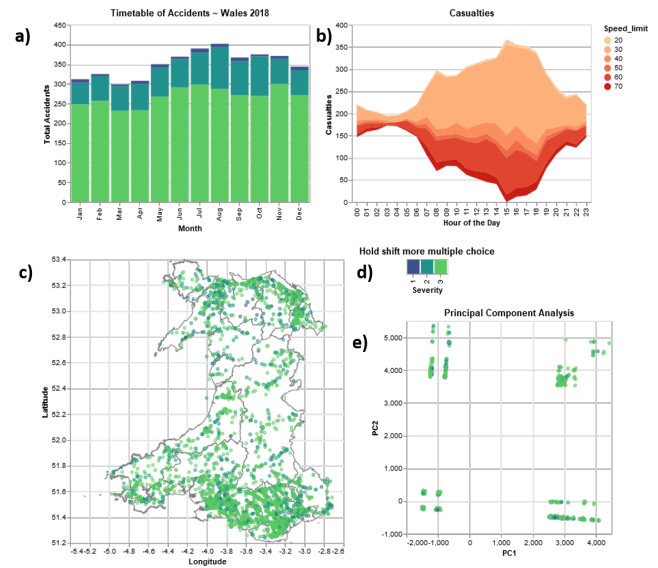 a)
Timetable of Accidents ~ Wales 2018
Total Accidents
450
400
350
300
250
200
150
100
50
0
Jan
Feb
Mar
Apr
May
Jun
Jul
Aug
Sep
Oct
Nov
Dec
Month
b)
Casualties
Casualties
400
350
300
250
200
150
100
50
0
00
01
02
03
04
05
06
07
08
09
10
11
12
13
14
15
16
17
18
19
20
21
22
23
Hour of the Day
Speed_limit
20
30
40
50
60
70
c)
Latitude
53.4
53.2
53.0
52.8
52.6
52.4
52.2
52.0
51.8
51.6
51.4
51.2
-5.4 -5.2 -5.0 -4.8 -4.6 -4.4 -4.2 -4.0 -3.8 -3.6 -3.4 -3.2 -3.0 -2.8 -2.6
Longitude
Hold shift more multiple choice
d)
1
2
3
Severity
e)
Principal Component Analysis
PC2
5,000
4,000
3,000
2,000
1,000
0
-1,000
-2,000 -1,000 0 1,000 2,000 3,000 4,000
PC1